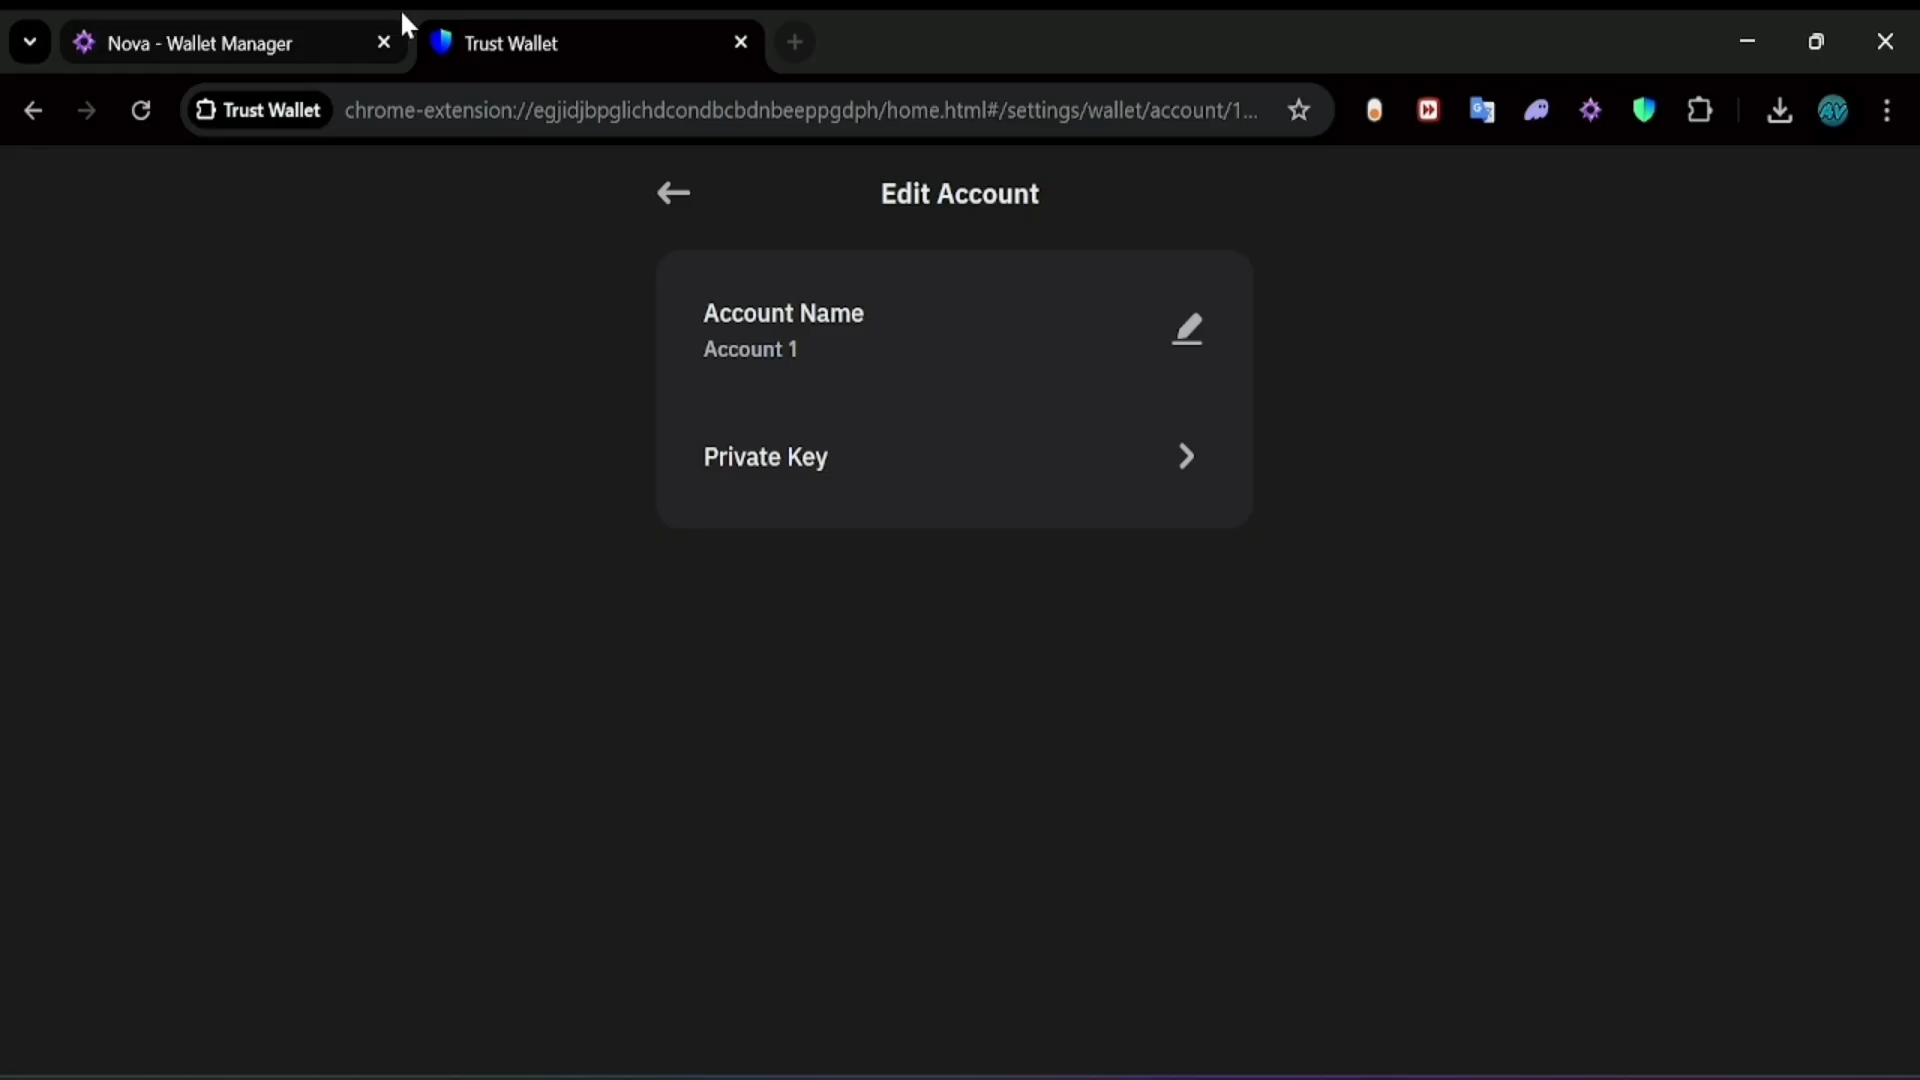 Nova - Wallet Manager
Trust Wallet
Trust Wallet
chrome-extension://egjidjbpglichdcondbcbdnbeeppgdph/home.html#/settings/wallet/account/1...
Edit Account
Account Name
Account 1
Private Key